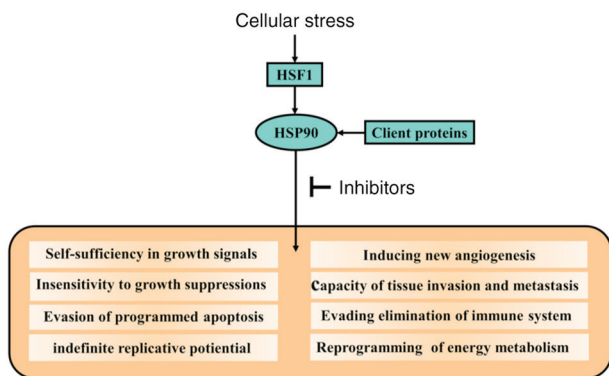 Cellular stress
HSF1
HSP90
Client proteins
Inhibitors
Self-sufficiency in growth signals
Insensitivity to growth suppressions
Evasion of programmed apoptosis
indefinite replicative potiential
Inducing new angiogenesis
Capacity of tissue invasion and metastasis
Evading elimination of immune system
Reprogramming of energy metabolism